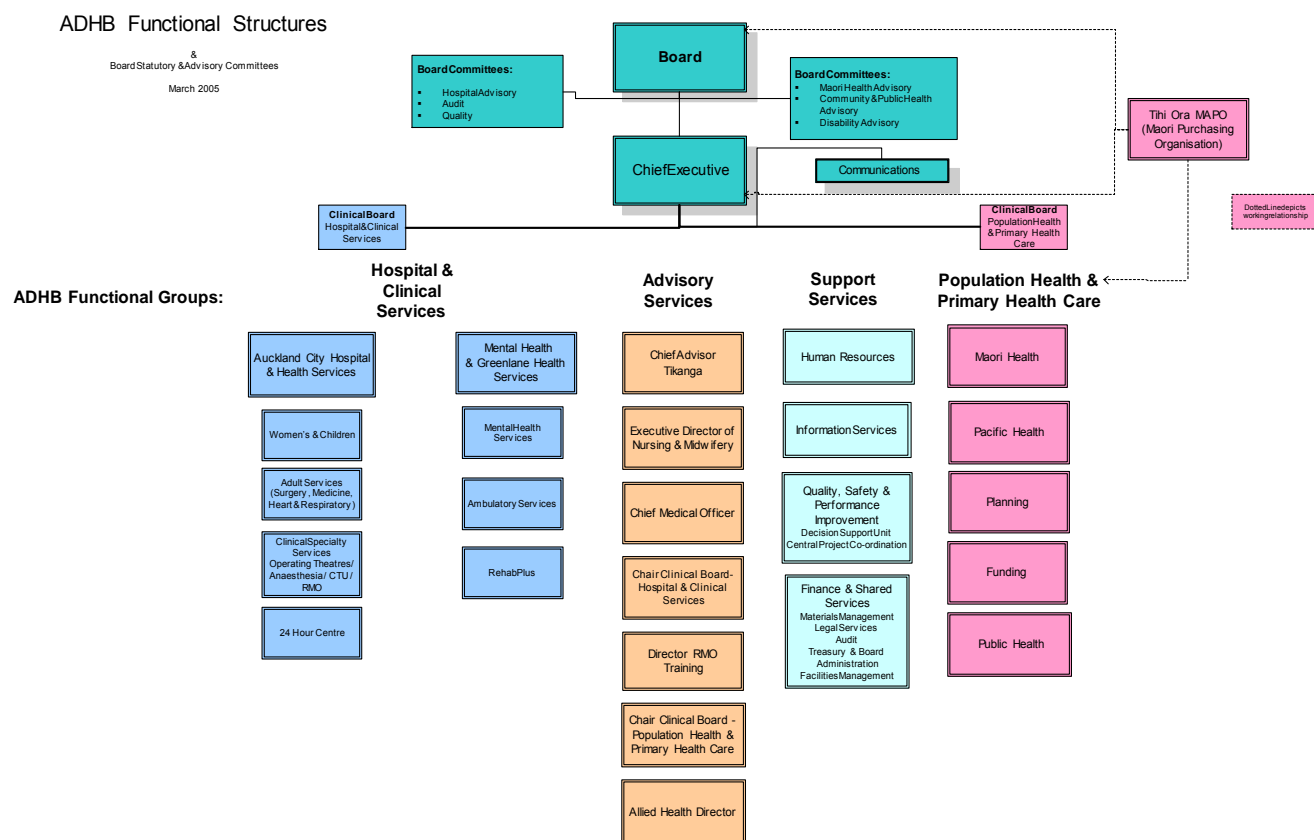 ADHB Functional Structures
&
Board Statutory & Advisory Committees
March 2005
Board
Board Committees:
▪ Hospital Advisory
▪ Audit
▪ Quality
Board Committees:
▪ Maori Health Advisory
▪ Community & Public Health
Advisory
▪ Disability Advisory
Tihi Ora MAPO
(Maori Purchasing
Organisation)
Chief Executive
Communications
Clinical Board
Hospital & Clinical
Services
Clinical Board
Population Health
& Primary Health
Care
Dotted Line depicts
working relationship
ADHB Functional Groups:
Hospital &
Clinical
Services
Advisory
Services
Support
Services
Population Health &
Primary Health Care
Auckland City Hospital
& Health Services
Women's & Children
Adult Services
(Surgery, Medicine,
Heart & Respiratory)
Clinical Specialty
Services
Operating Theatres/
Anaesthesia/ CTU /
RMO
24 Hour Centre
Mental Health
& Greenlane Health
Services
Mental Health
Services
Ambulatory Services
Rehab Plus
Chief Advisor
Tikanga
Executive Director of
Nursing & Midwifery
Chief Medical Officer
Chair Clinical Board-
Hospital & Clinical
Services
Director RMO
Training
Chair Clinical Board -
Population Health &
Primary Health Care
Allied Health Director
Human Resources
Information Services
Quality, Safety &
Performance
Improvement
Decision Support Unit
Central Project Co-ordination
Finance & Shared
Services
Materials Management
Legal Services
Audit
Treasury & Board
Administration
Facilities Management
Maori Health
Pacific Health
Planning
Funding
Public Health